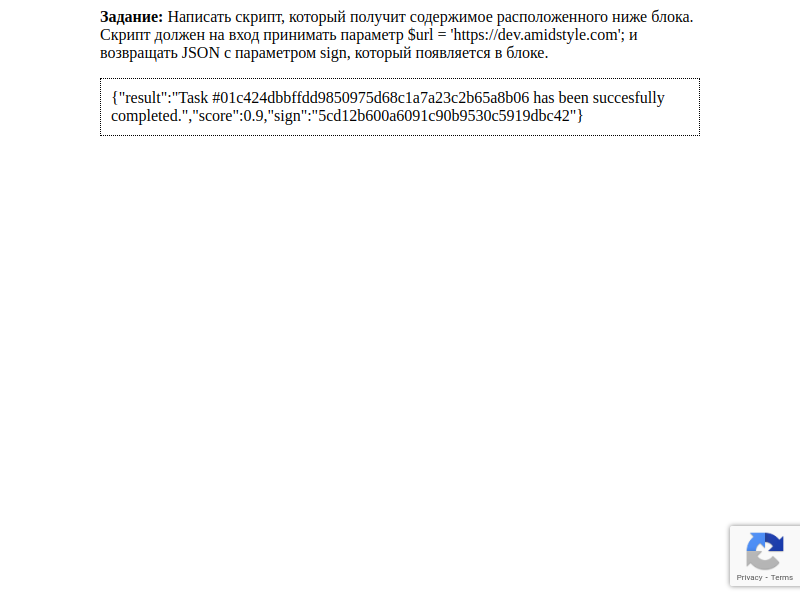 Задание: Написать скрипт, который получит содержимое расположенного ниже блока.
Скрипт должен на вход принимать параметр $url = 'https://dev.amidstyle.com'; и
возвращать JSON с параметром sign, который появляется в блоке.
{"result":"Task #01c424dbbffdd9850975d68c1a7a23c2b65a8b06 has been succesfully
completed.","score":0.9,"sign":"5cd12b600a6091c90b9530c5919dbc42"}
Privacy - Terms